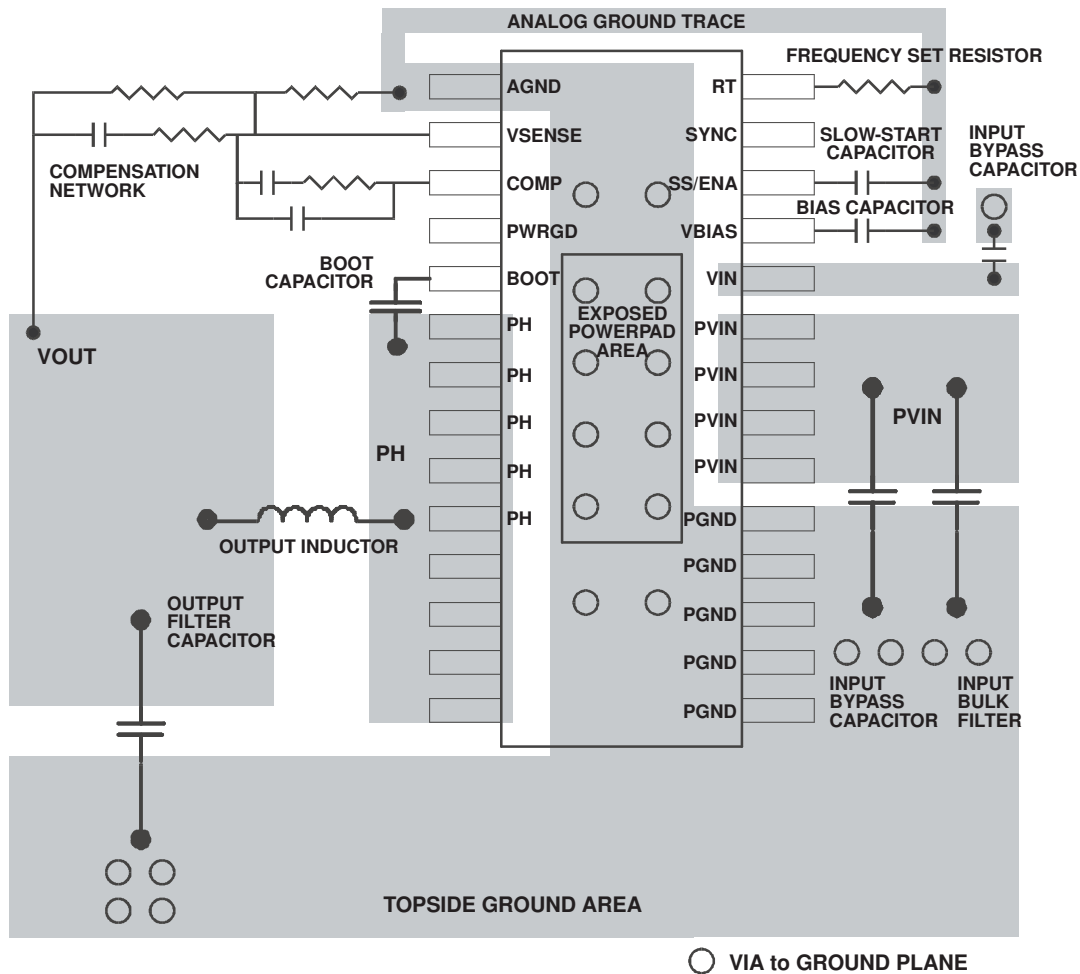 ANALOG GROUND TRACE
FREQUENCY SET RESISTOR
AGND
RT
VSENSE
SYNC
SLOW-START
CAPACITOR
INPUT
BYPASS
CAPACITOR
COMPENSATION
NETWORK
COMP
SS/ENA
BIAS CAPACITOR
PWRGD
VBIAS
BOOT
CAPACITOR
BOOT
VIN
EXPOSED
POWERPAD
AREA
PH
PVIN
VOUT
PH
PVIN
PH
PVIN
PVIN
PH
PH
PVIN
PH
PGND
OUTPUT INDUCTOR
PGND
OUTPUT
FILTER
CAPACITOR
PGND
PGND
INPUT
BYPASS
CAPACITOR
INPUT
BULK
FILTER
PGND
TOPSIDE GROUND AREA
VIA to GROUND PLANE